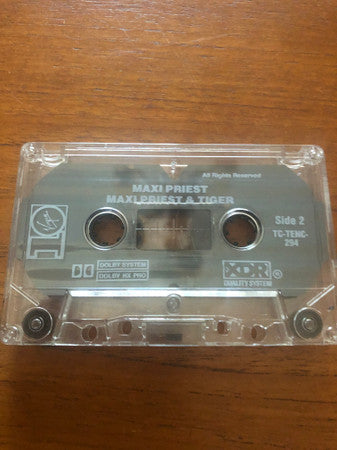 All Rights Reserved
MAXI PRIEST
MAXI PRIEST & TIGER
Side 2
TC-TENC-
294
10
DOLBY SYSTEM
DOLBY HX PRO
XDR
QUALITY SYSTEM